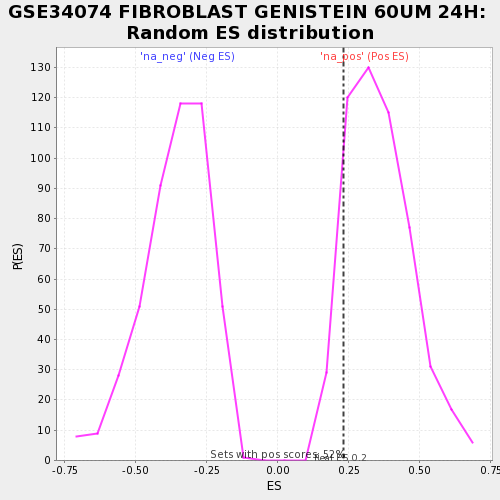 GSE34074 FIBROBLAST GENISTEIN 60UM 24H:
Random ES distribution
'na_neg' (Neg ES)
'na_pos' (Pos ES)
130
120
110
100
90
80
70
60
50
40
30
20
10
0
P(ES)
Sets with pos scores: 52%
Real ES 0.2
-0.75
-0.50
-0.25
0.00
0.25
0.50
0.75
ES